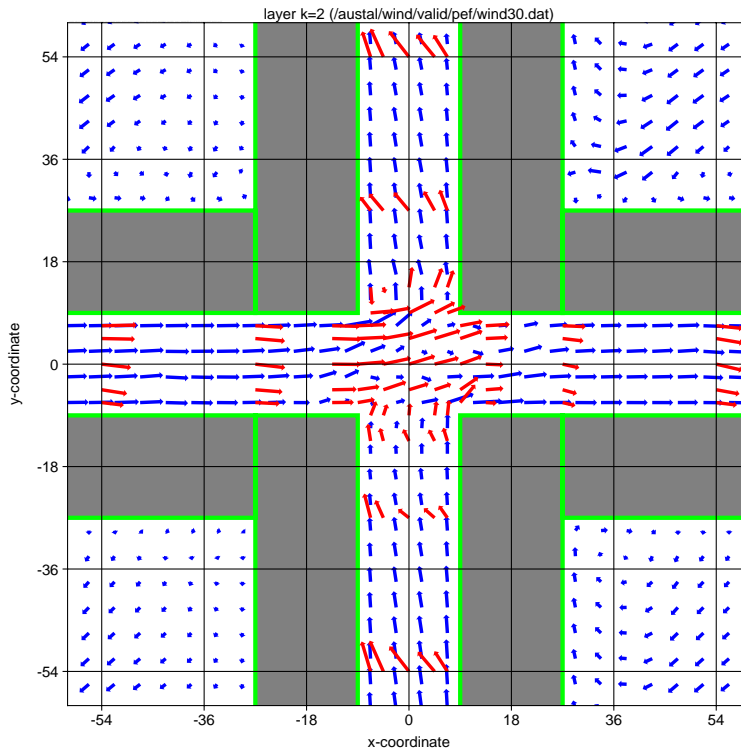 layer k=2 (/austal/wind/valid/pef/wind30.dat)
54
36
18
0
-18
-36
-54
y-coordinate
-54 -36 -18 0 18 36 54
x-coordinate